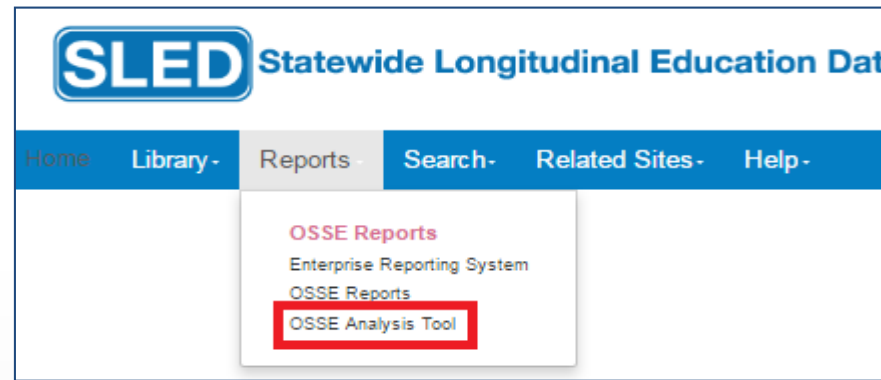 SLED Statewide Longitudinal Education Dat
Home Library- Reports - Search- Related Sites- Help-
OSSE Reports
Enterprise Reporting System
OSSE Reports
OSSE Analysis Tool